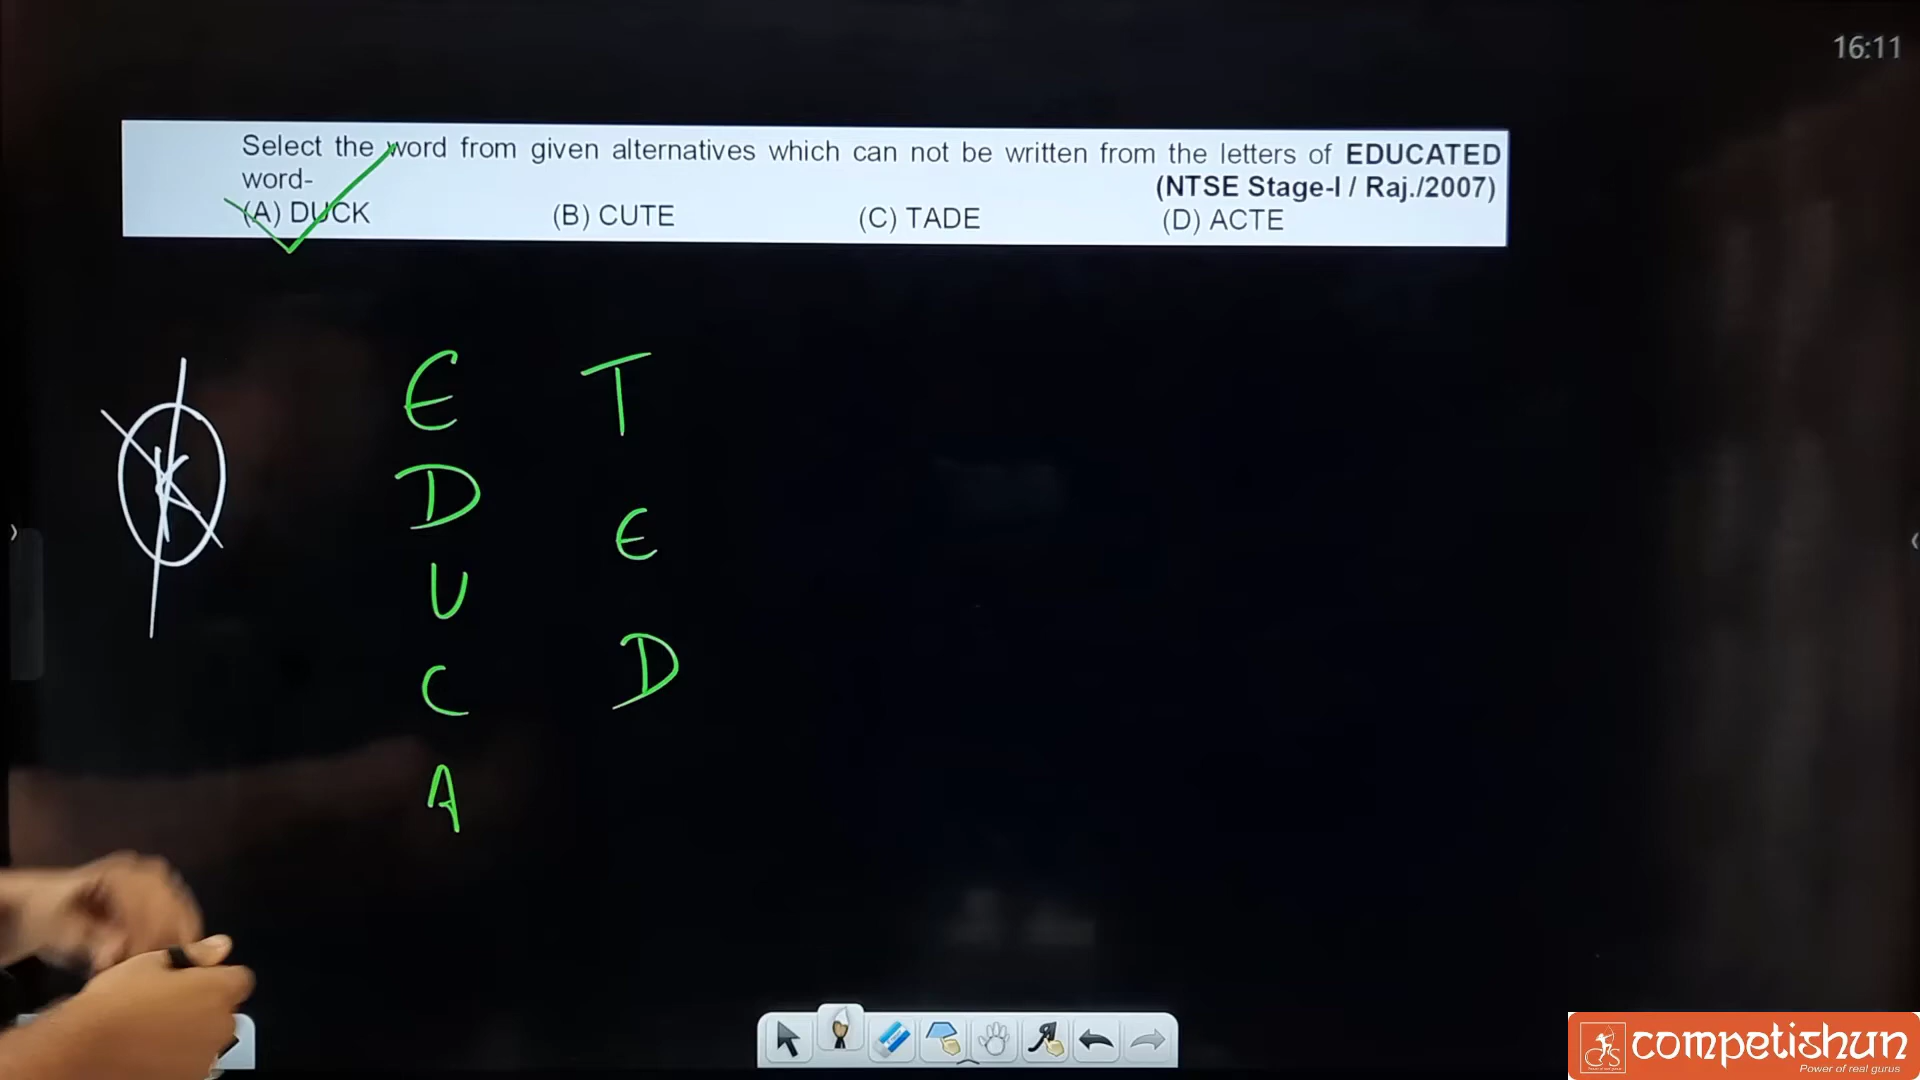 16:11
Select the word from given alternatives which can not be written from the letters of EDUCATED
word-
(NTSE Stage-I / Raj./2007)
(A) DUCK (B) CUTE (C) TADE (D) ACTE
E T
D E
U
C D
A
K
competishun
Power of real gurus